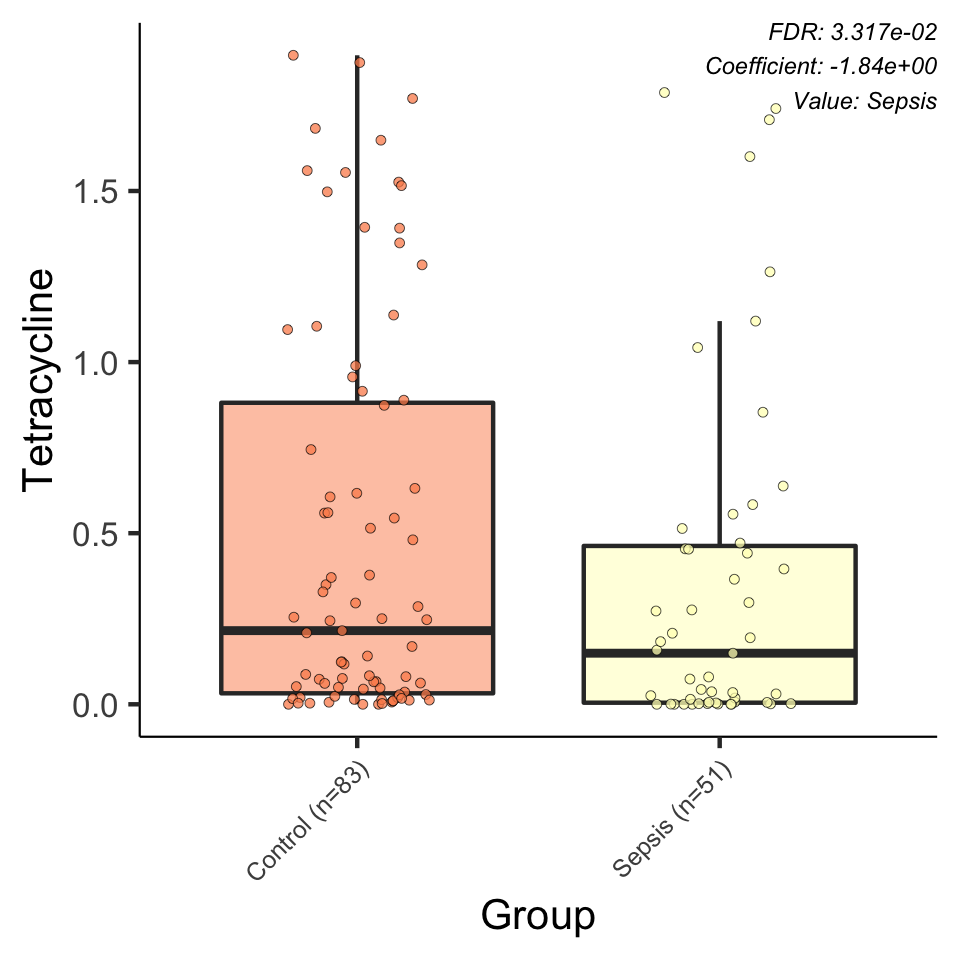 FDR: 3.317e-02
Coefficient: -1.84e+00
Value: Sepsis
Tetracycline
1.5
1.0
0.5
0.0
Control (n=83)
Sepsis (n=51)
Group